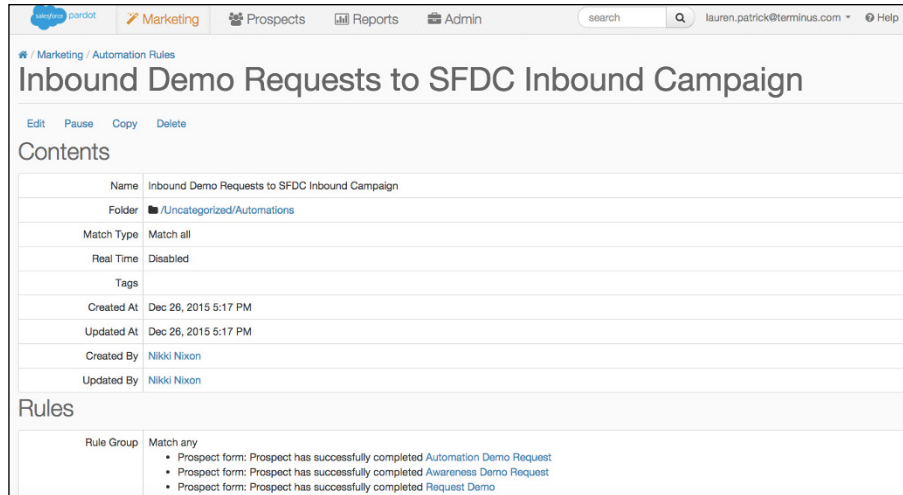 salesforce pardot Marketing Prospects Reports Admin search lauren.patrick@terminus.com Help
/ Marketing / Automation Rules
Inbound Demo Requests to SFDC Inbound Campaign
Edit Pause Copy Delete
Contents
Name Inbound Demo Requests to SFDC Inbound Campaign
Folder /Uncategorized/Automations
Match Type Match all
Real Time Disabled
Tags
Created At Dec 26, 2015 5:17 PM
Updated At Dec 26, 2015 5:17 PM
Created By Nikki Nixon
Updated By Nikki Nixon
Rules
Rule Group Match any
• Prospect form: Prospect has successfully completed Automation Demo Request
• Prospect form: Prospect has successfully completed Awareness Demo Request
• Prospect form: Prospect has successfully completed Request Demo